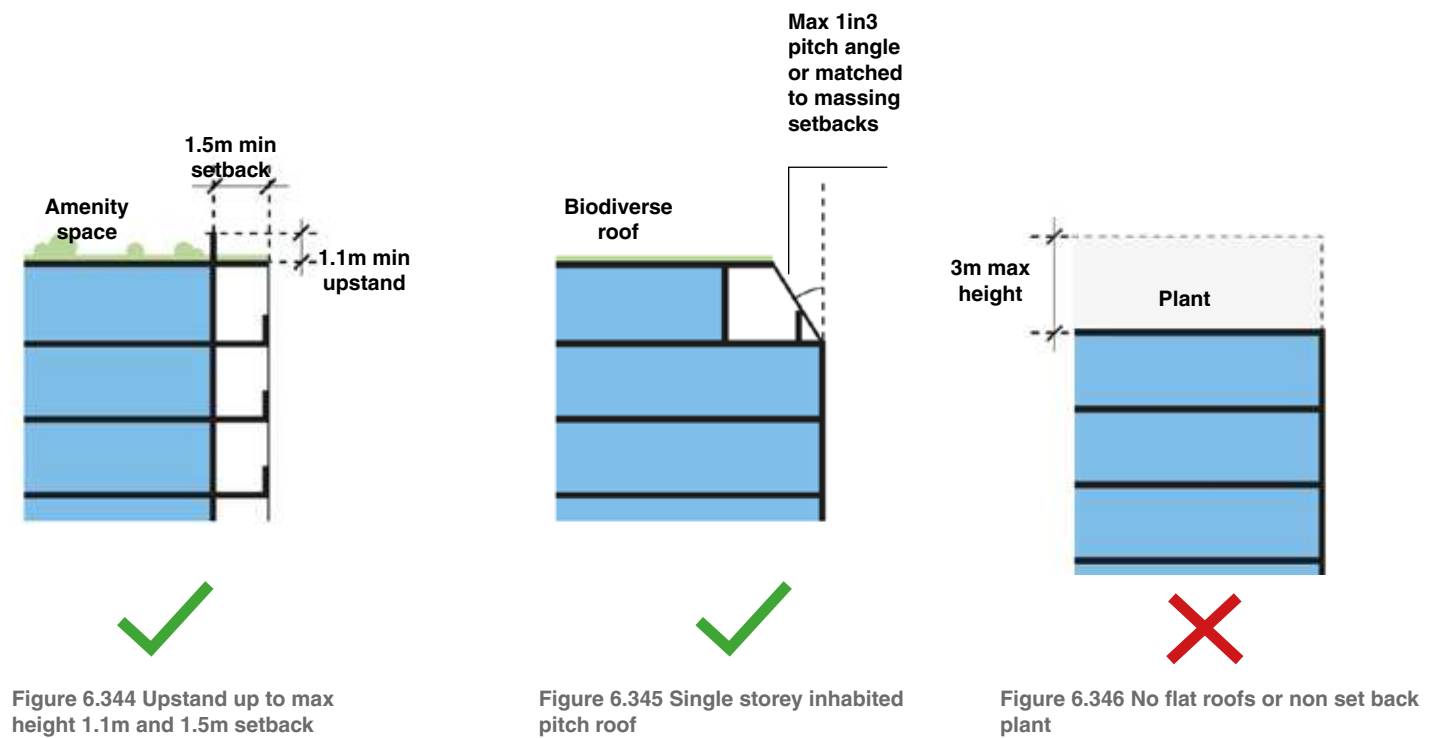 1.5m min
setback
Amenity
space
1.1m min
upstand
Figure 6.344 Upstand up to max
height 1.1m and 1.5m setback
Max 1in3
pitch angle
or matched
to massing
setbacks
Biodiverse
roof
Figure 6.345 Single storey inhabited
pitch roof
3m max
height
Plant
Figure 6.346 No flat roofs or non set back
plant